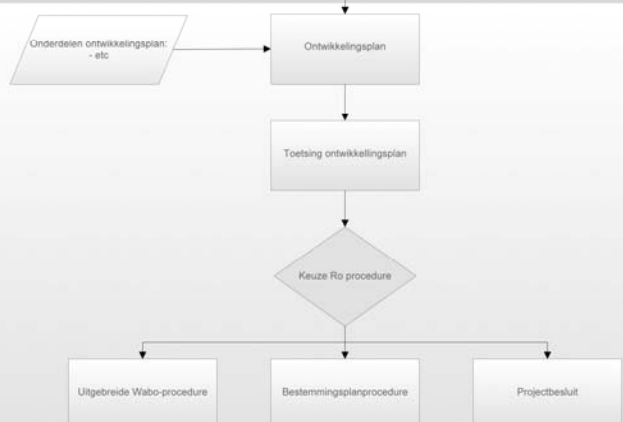 Onderdelen ontwikkelingsplan:
- etc
Ontwikkelingsplan
Toetsing ontwikkellingsplan
Keuze Ro procedure
Uitgebreide Wabo-procedure
Bestemmingsplanprocedure
Projectbesluit